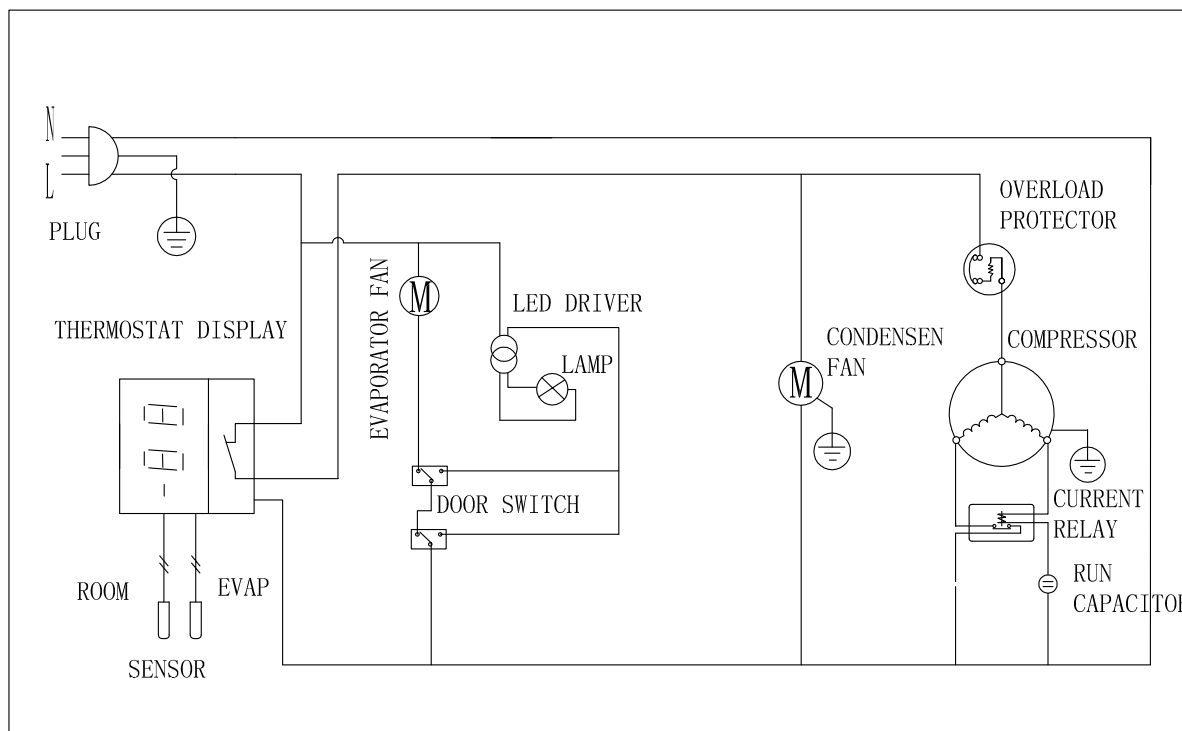 N
L
PLUG
OVERLOAD
PROTECTOR
EVAPORATOR FAN
M
LED DRIVER
THERMOSTAT DISPLAY
LAMP
CONDENSEN
FAN
M
COMPRESSOR
DOOR SWITCH
CURRENT
RELAY
ROOM
EVAP
RUN
CAPACITOR
SENSOR